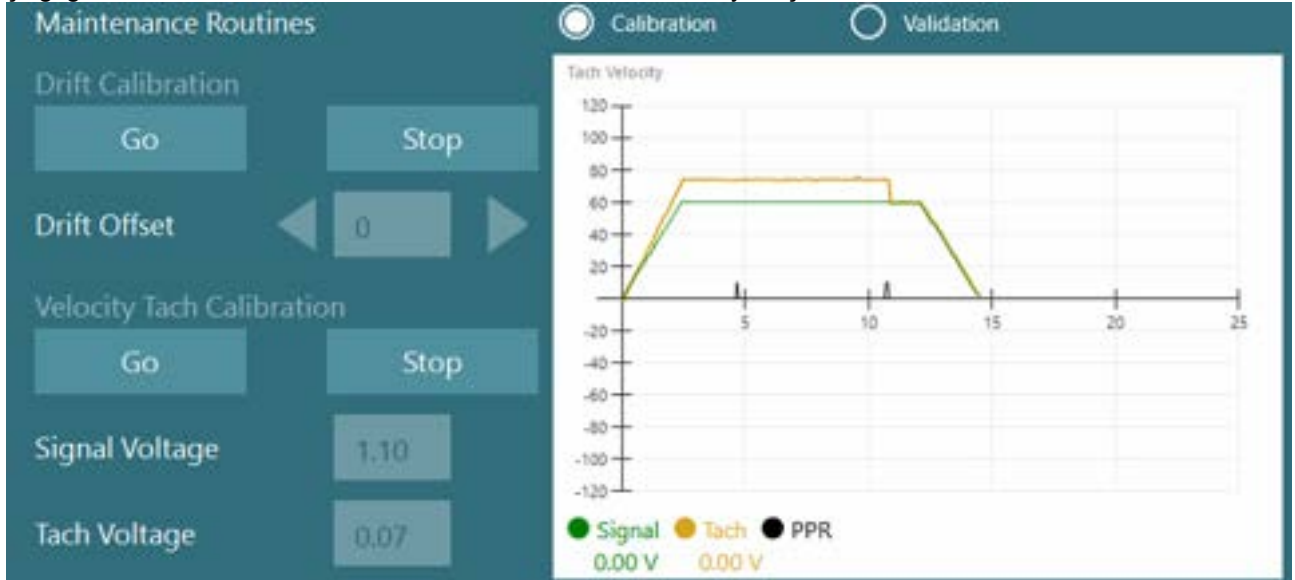 Maintenance Routines
Calibration
Validation
Drift Calibration
Go
Stop
Drift Offset
0
Velocity Tach Calibration
Go
Stop
Signal Voltage
1.10
Tach Voltage
0.07
Tach Velocity
120
100
80
60
40
20
-20
-40
-60
-80
-100
-120
5
10
15
20
25
Signal
Tach
PPR
0.00 V
0.00 V